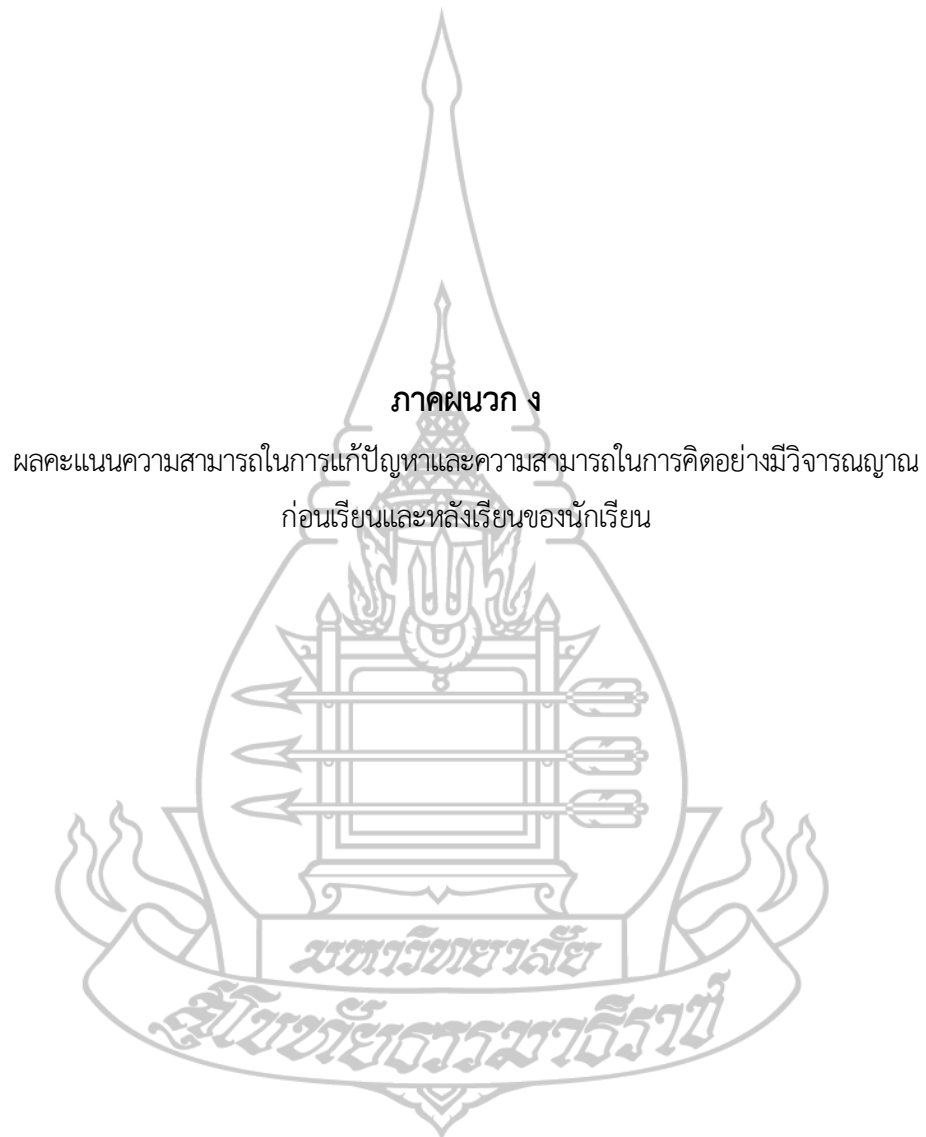 ภาคผนวก ง
ผลคะแนนความสามารถในการแก้ปัญหาและความสามารถในการคิดอย่างมีวิจารณญาณ
ก่อนเรียนและหลังเรียนของนักเรียน
มหาวิทยาลัย
สุโขทัยธรรมาธิราช